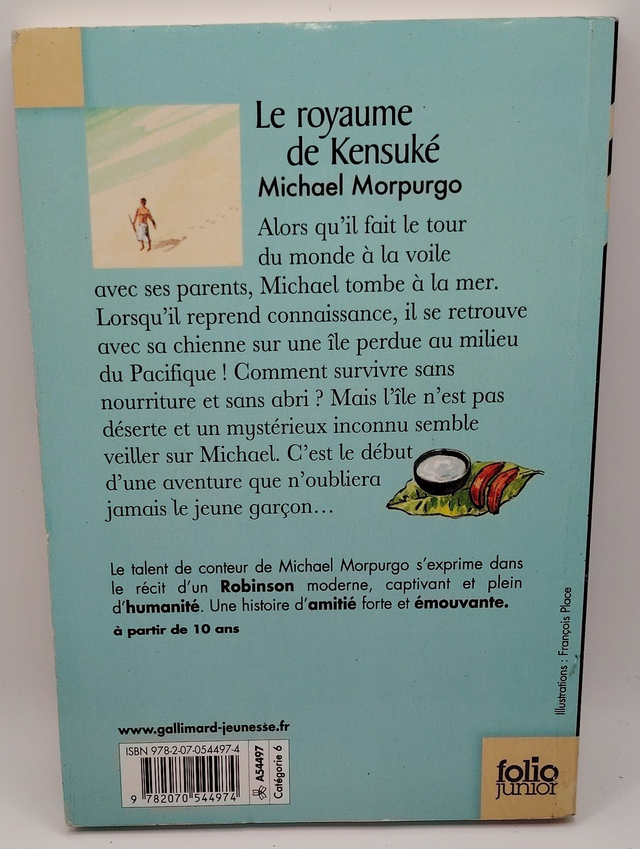 Le royaume
de Kensuké
Michael Morpurgo
Alors qu'il fait le tour
du monde à la voile
avec ses parents, Michael tombe à la mer.
Lorsqu'il reprend connaissance, il se retrouve
avec sa chienne sur une île perdue au milieu
du Pacifique ! Comment survivre sans
nourriture et sans abri ? Mais l'île n'est pas
déserte et un mystérieux inconnu semble
veiller sur Michael. C'est le début
d'une aventure que n'oubliera
jamais le jeune garçon...
Le talent de conteur de Michael Morpurgo s'exprime dans
le récit d'un Robinson moderne, captivant et plein
d'humanité. Une histoire d'amitié forte et émouvante.
à partir de 10 ans
Illustrations : François Place
www.gallimard-jeunesse.fr
ISBN 978-2-07-054497-4
9 782070 544974
A54497
Catégorie 6
folio
junior